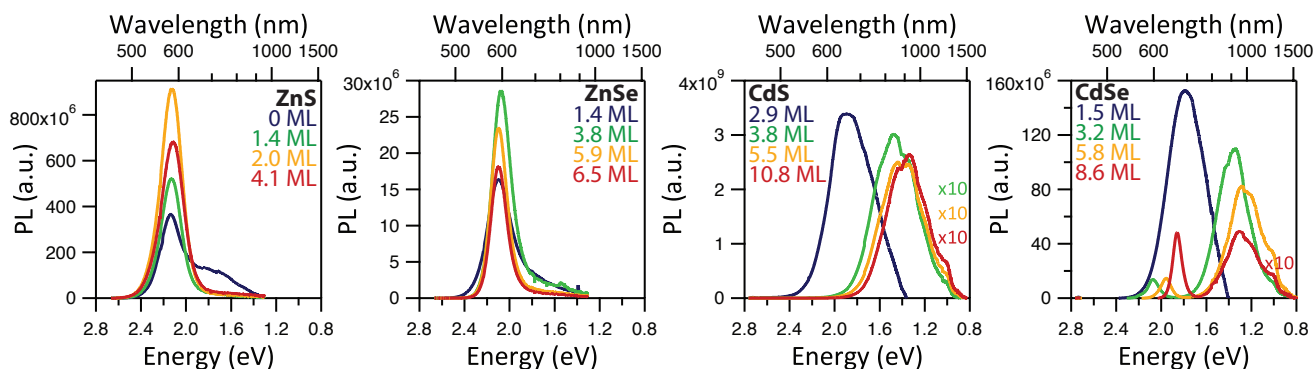 Wavelength (nm)
500 600 1000 1500
800x10⁶
600
400
200
0
PL (a.u.)
ZnS
0 ML
1.4 ML
2.0 ML
4.1 ML
2.8 2.4 2.0 1.6 1.2 0.8
Energy (eV)
Wavelength (nm)
500 600 1000 1500
30x10⁶
25
20
15
10
5
0
PL (a.u.)
ZnSe
1.4 ML
3.8 ML
5.9 ML
6.5 ML
2.8 2.4 2.0 1.6 1.2 0.8
Energy (eV)
Wavelength (nm)
500 600 1000 1500
4x10⁹
3
2
1
0
PL (a.u.)
CdS
2.9 ML
3.8 ML
5.5 ML
10.8 ML
x10
x10
x10
2.8 2.4 2.0 1.6 1.2 0.8
Energy (eV)
Wavelength (nm)
500 600 1000 1500
160x10⁶
120
80
40
0
PL (a.u.)
CdSe
1.5 ML
3.2 ML
5.8 ML
8.6 ML
x10
2.8 2.4 2.0 1.6 1.2 0.8
Energy (eV)